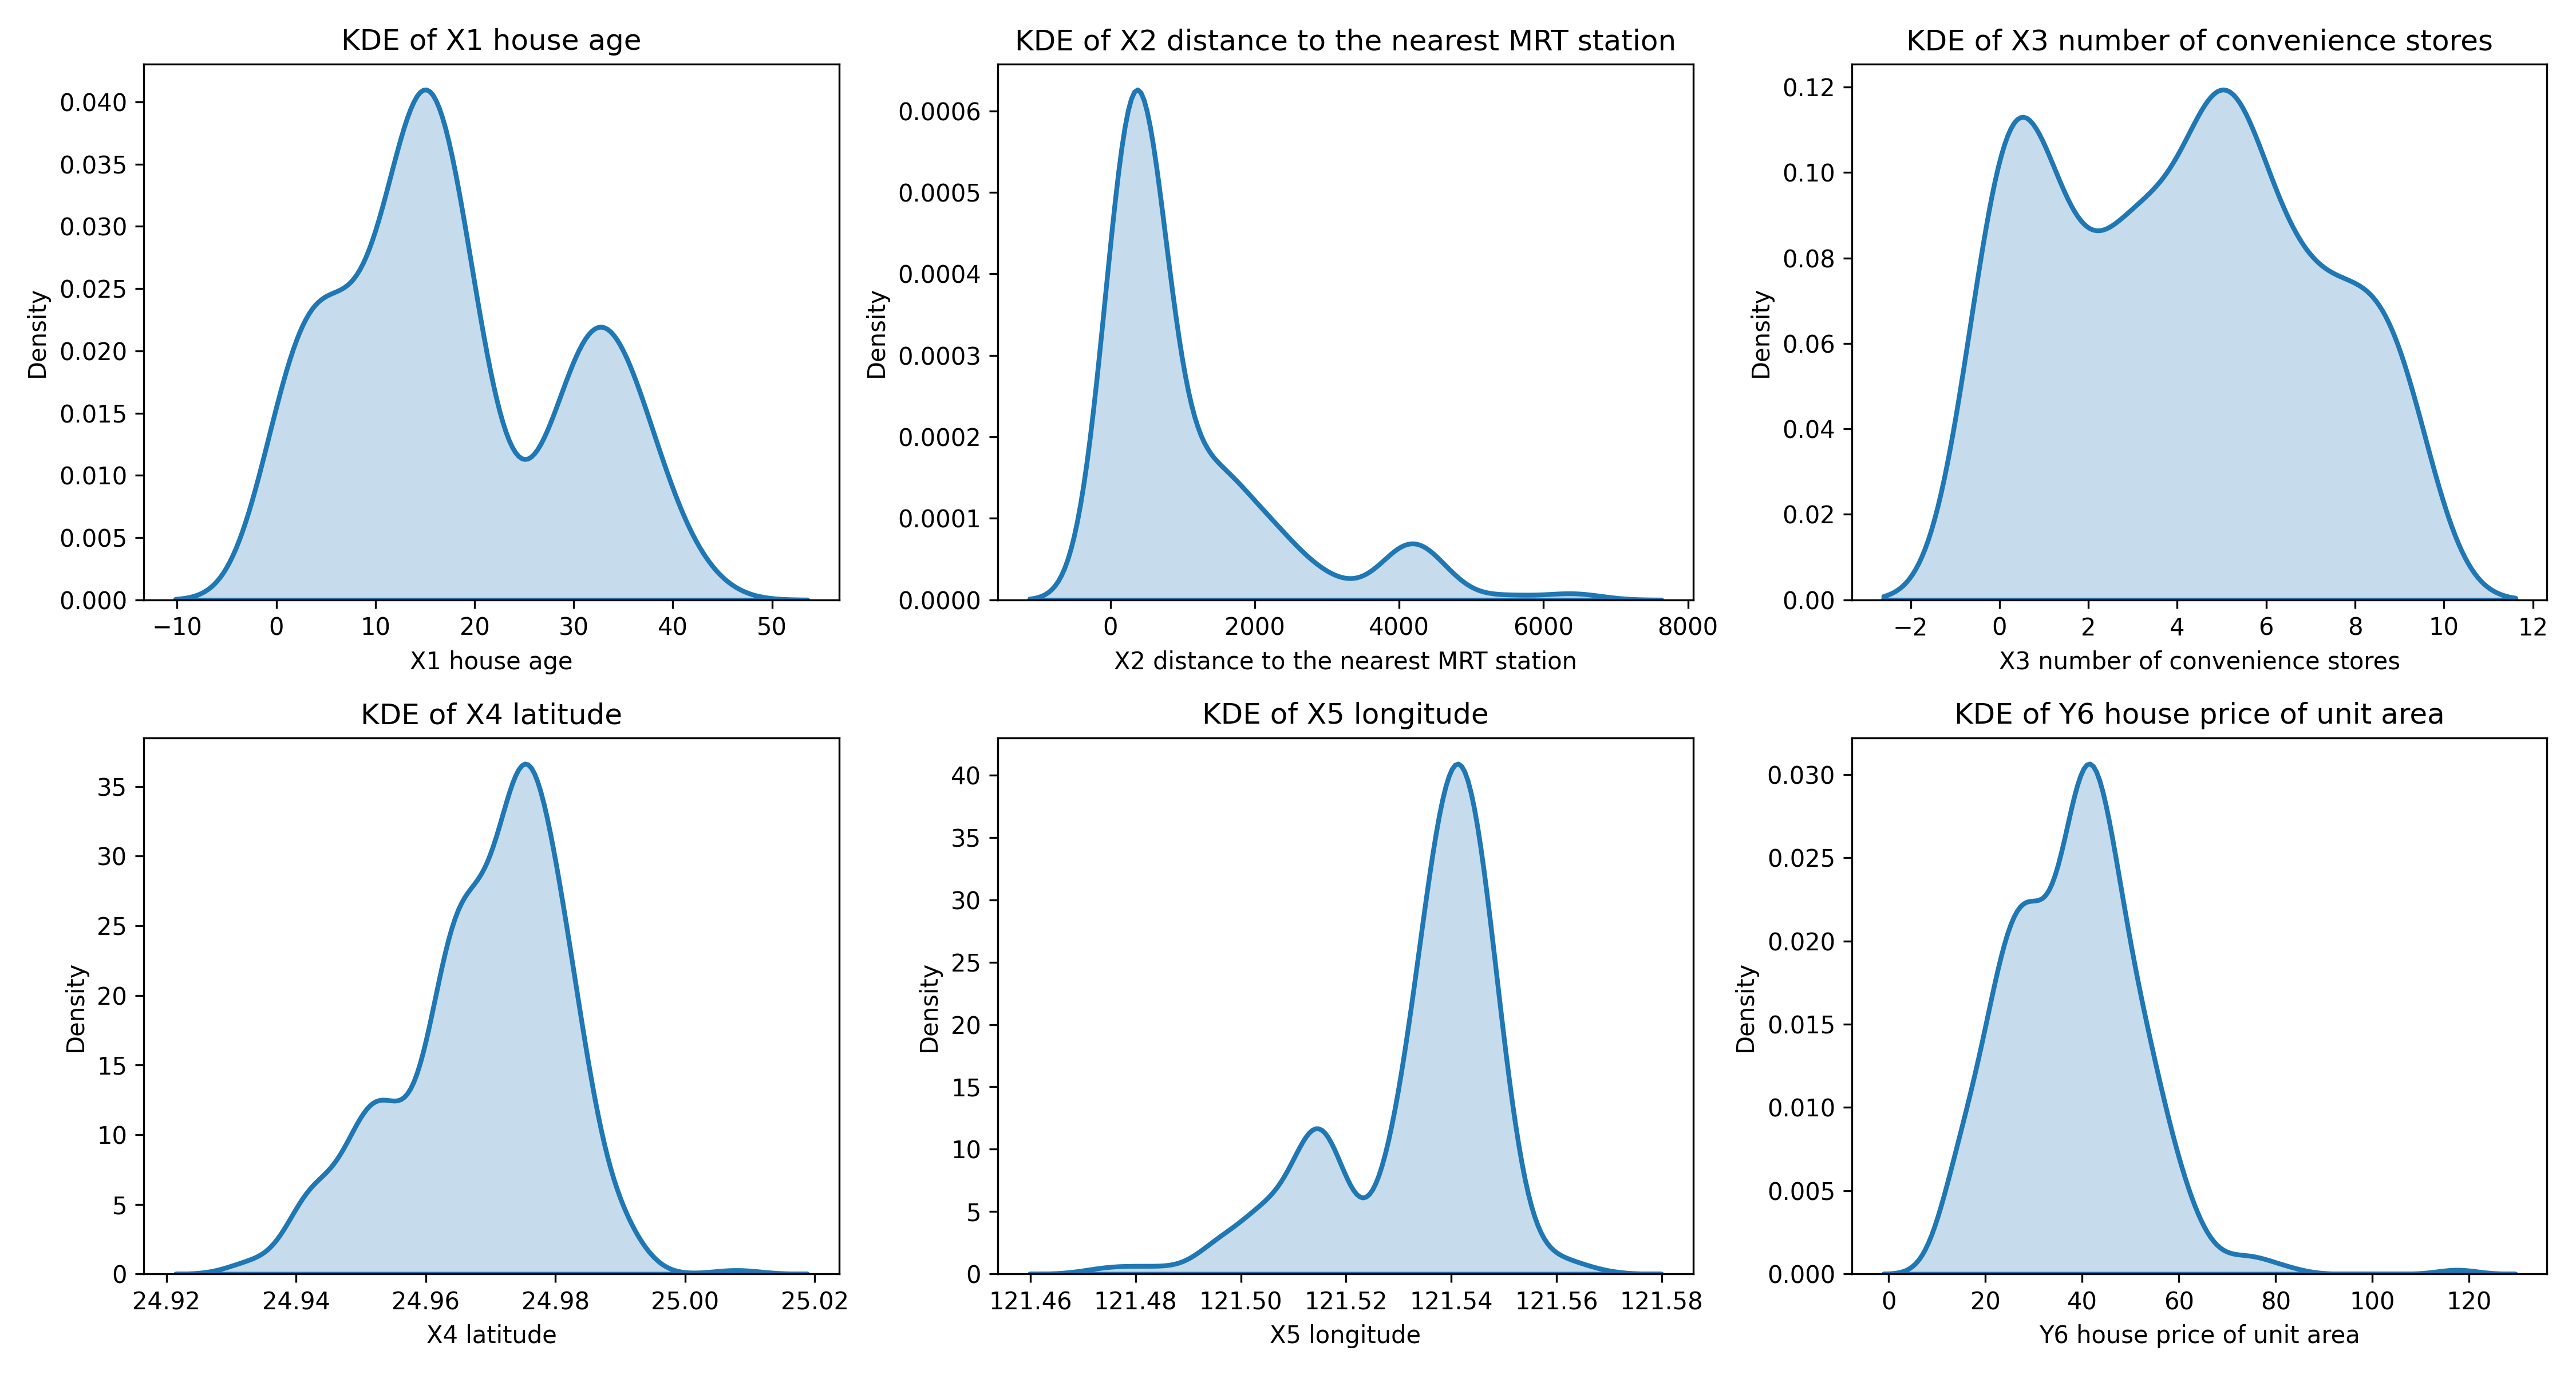 KDE of X1 house age
Density
0.040
0.035
0.030
0.025
0.020
0.015
0.010
0.005
0.000
−10 0 10 20 30 40 50
X1 house age
KDE of X2 distance to the nearest MRT station
Density
0.0006
0.0005
0.0004
0.0003
0.0002
0.0001
0.0000
0 2000 4000 6000 8000
X2 distance to the nearest MRT station
KDE of X3 number of convenience stores
Density
0.12
0.10
0.08
0.06
0.04
0.02
0.00
−2 0 2 4 6 8 10 12
X3 number of convenience stores
KDE of X4 latitude
Density
35
30
25
20
15
10
5
0
24.92 24.94 24.96 24.98 25.00 25.02
X4 latitude
KDE of X5 longitude
Density
40
35
30
25
20
15
10
5
0
121.46 121.48 121.50 121.52 121.54 121.56 121.58
X5 longitude
KDE of Y6 house price of unit area
Density
0.030
0.025
0.020
0.015
0.010
0.005
0.000
0 20 40 60 80 100 120
Y6 house price of unit area